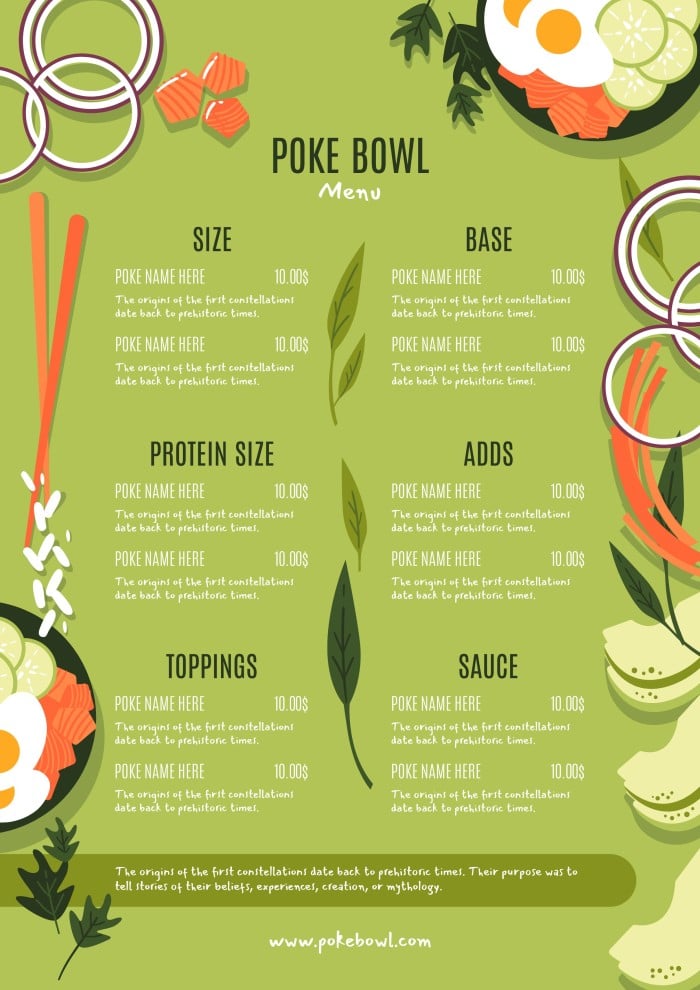 POKE BOWL
Menu
SIZE
POKE NAME HERE 10.00$
The origins of the first constellations
date back to prehistoric times.
POKE NAME HERE 10.00$
The origins of the first constellations
date back to prehistoric times.
BASE
POKE NAME HERE 10.00$
The origins of the first constellations
date back to prehistoric times.
POKE NAME HERE 10.00$
The origins of the first constellations
date back to prehistoric times.
PROTEIN SIZE
POKE NAME HERE 10.00$
The origins of the first constellations
date back to prehistoric times.
POKE NAME HERE 10.00$
The origins of the first constellations
date back to prehistoric times.
ADDS
POKE NAME HERE 10.00$
The origins of the first constellations
date back to prehistoric times.
POKE NAME HERE 10.00$
The origins of the first constellations
date back to prehistoric times.
TOPPINGS
POKE NAME HERE 10.00$
The origins of the first constellations
date back to prehistoric times.
POKE NAME HERE 10.00$
The origins of the first constellations
date back to prehistoric times.
SAUCE
POKE NAME HERE 10.00$
The origins of the first constellations
date back to prehistoric times.
POKE NAME HERE 10.00$
The origins of the first constellations
date back to prehistoric times.
The origins of the first constellations date back to prehistoric times. Their purpose was to
tell stories of their beliefs, experiences, creation, or mythology.
www.pokebowl.com